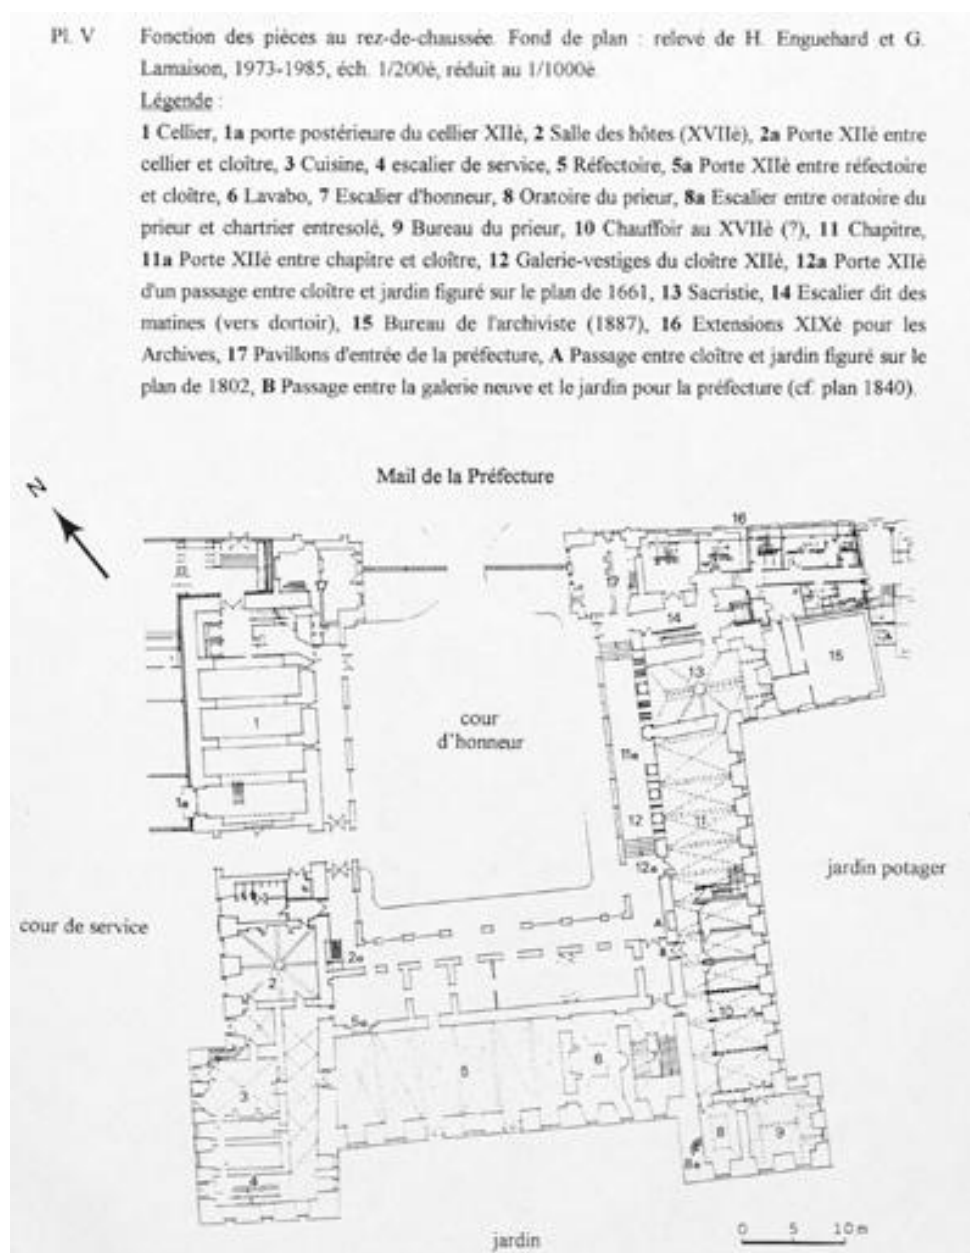 Pl. V Fonction des pièces au rez-de-chaussée. Fond de plan : relevé de H. Enguehard et G.
Lamaison, 1973-1985, éch. 1/200è, réduit au 1/1000è
Légende :
1 Cellier, 1a porte postérieure du cellier XIIè, 2 Salle des hôtes (XVIIè), 2a Porte XIIè entre
cellier et cloître, 3 Cuisine, 4 escalier de service, 5 Réfectoire, 5a Porte XIIè entre réfectoire
et cloître, 6 Lavabo, 7 Escalier d'honneur, 8 Oratoire du prieur, 8a Escalier entre oratoire du
prieur et chartrier entresolé, 9 Bureau du prieur, 10 Chauffoir au XVIIè (?), 11 Chapitre,
11a Porte XIIè entre chapitre et cloître, 12 Galerie-vestiges du cloître XIIè, 12a Porte XIIè
d'un passage entre cloître et jardin figuré sur le plan de 1661, 13 Sacristie, 14 Escalier dit des
matines (vers dortoir), 15 Bureau de l'archiviste (1887), 16 Extensions XIXè pour les
Archives, 17 Pavillons d'entrée de la préfecture, A Passage entre cloître et jardin figuré sur le
plan de 1802, B Passage entre la galerie neuve et le jardin pour la préfecture (cf. plan 1840).
Mail de la Préfecture
N
16
17
14
13
15
1
cour
d'honneur
11a
1a
12
11
12a
jardin potager
cour de service
A
2a
2
5a
10
5
6
3
8
9
8a
4
0 5 10 m
jardin